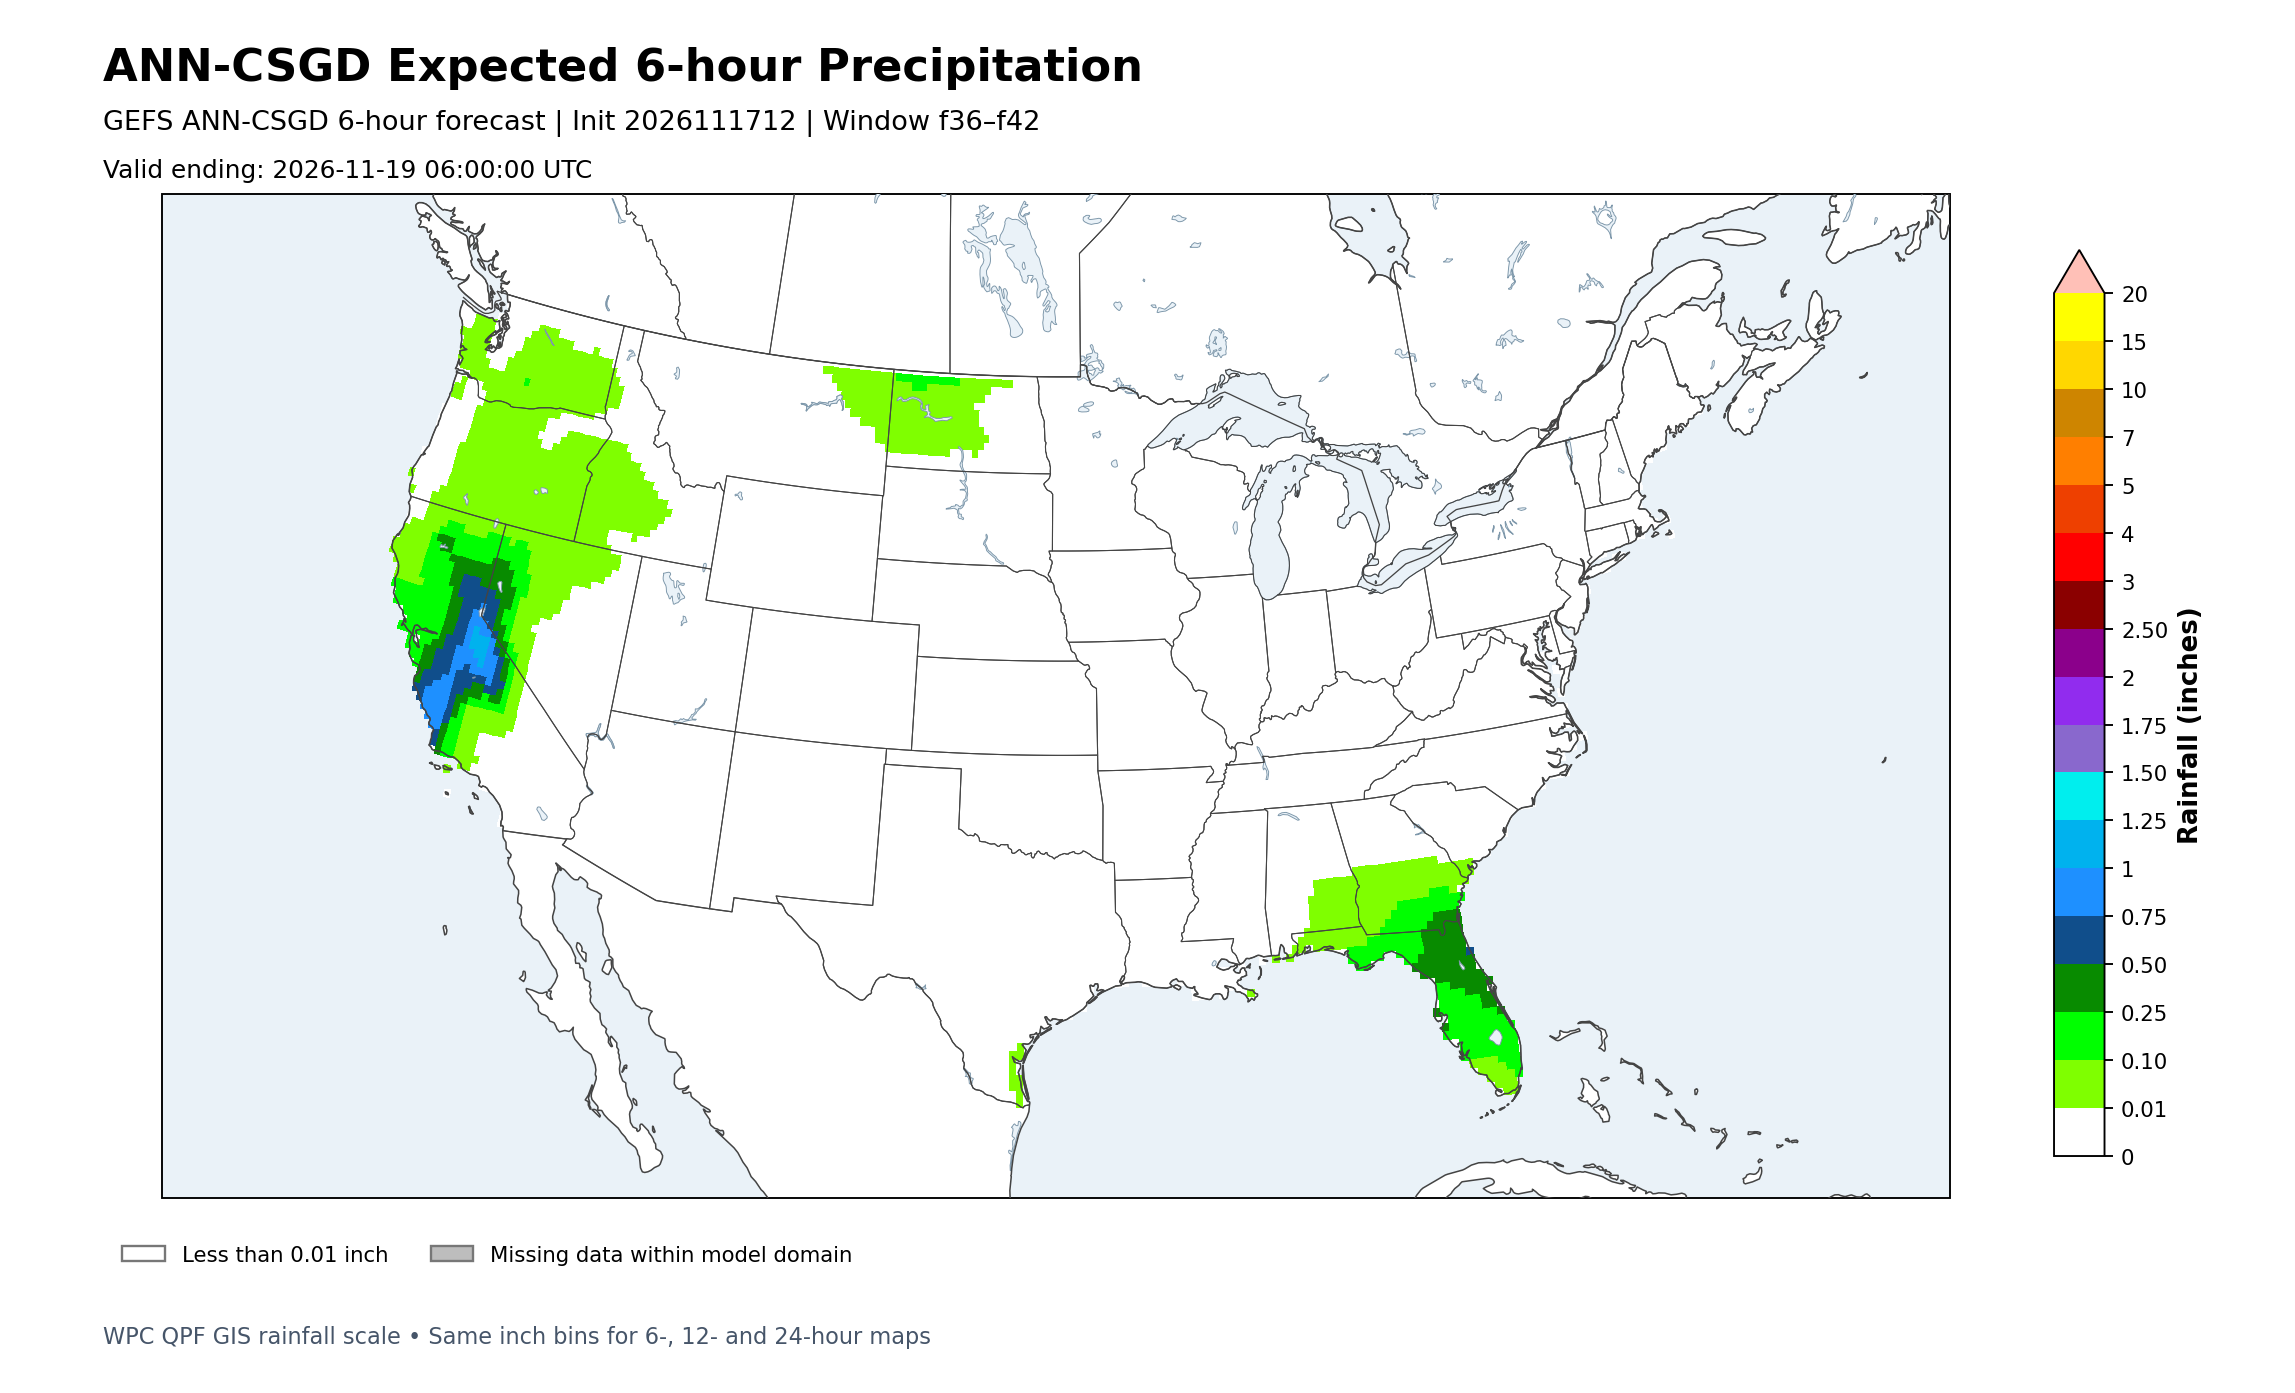 ANN-CSGD Expected 6-hour Precipitation
GEFS ANN-CSGD 6-hour forecast | Init 2026111712 | Window f36–f42
Valid ending: 2026-11-19 06:00:00 UTC
20
15
10
7
5
4
3
2.50
2
1.75
1.50
1.25
1
0.75
0.50
0.25
0.10
0.01
0
Rainfall (inches)
Less than 0.01 inch
Missing data within model domain
WPC QPF GIS rainfall scale • Same inch bins for 6-, 12- and 24-hour maps